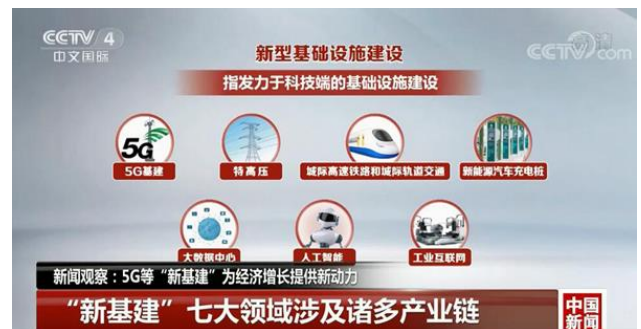 CCTV 4
中文国际
CCTV.com
新型基础设施建设
指发力于科技端的基础设施建设
5G
5G基建
特高压
城际高速铁路和城际轨道交通
新能源汽车充电桩
大数据中心
人工智能
工业互联网
新闻观察：5G等“新基建”为经济增长提供新动力
“新基建”七大领域涉及诸多产业链
中国
新闻